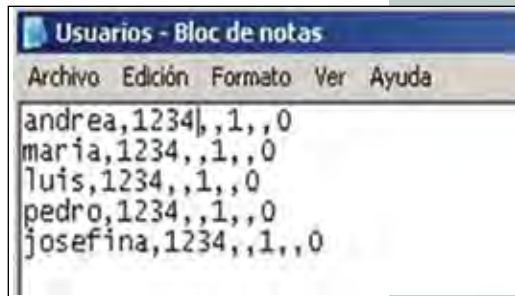 Usuarios - Bloc de notas
Archivo Edición Formato Ver Ayuda
andrea,1234,,1,,0
maria,1234,,1,,0
luis,1234,,1,,0
pedro,1234,,1,,0
josefina,1234,,1,,0